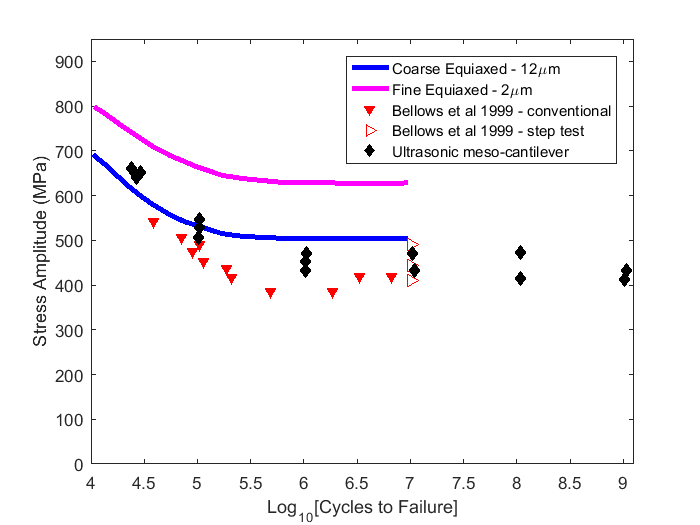 900
800
700
600
500
400
300
200
100
0
Stress Amplitude (MPa)
Coarse Equiaxed - 12μm
Fine Equiaxed - 2μm
Bellows et al 1999 - conventional
Bellows et al 1999 - step test
Ultrasonic meso-cantilever
4 4.5 5 5.5 6 6.5 7 7.5 8 8.5 9
Log10[Cycles to Failure]